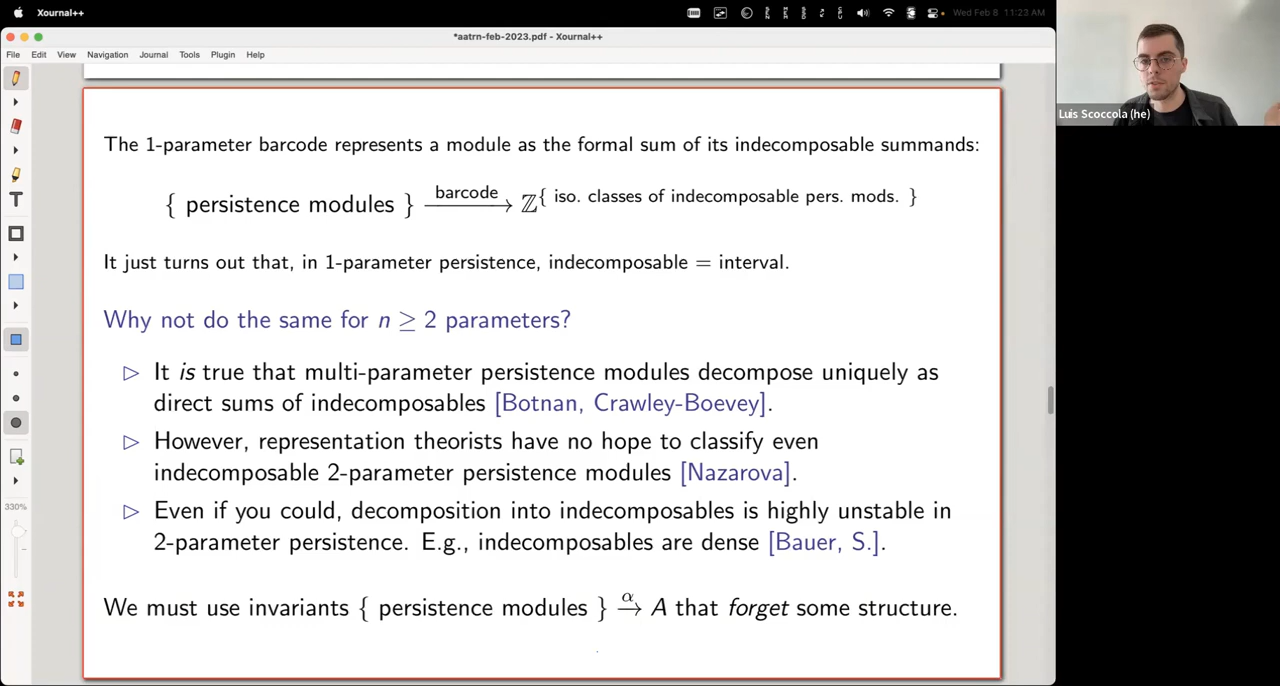 Xournal++
Wed Feb 8 11:23 AM
*aatrn-feb-2023.pdf - Xournal++
File Edit View Navigation Journal Tools Plugin Help
Luis Scoccola (he)
The 1-parameter barcode represents a module as the formal sum of its indecomposable summands:
{ persistence modules } —barcode→ ℤ^{ iso. classes of indecomposable pers. mods. }
It just turns out that, in 1-parameter persistence, indecomposable = interval.
Why not do the same for n ≥ 2 parameters?
▷ It is true that multi-parameter persistence modules decompose uniquely as
direct sums of indecomposables [Botnan, Crawley-Boevey].
▷ However, representation theorists have no hope to classify even
indecomposable 2-parameter persistence modules [Nazarova].
▷ Even if you could, decomposition into indecomposables is highly unstable in
2-parameter persistence. E.g., indecomposables are dense [Bauer, S.].
We must use invariants { persistence modules } —α→ A that forget some structure.
330%